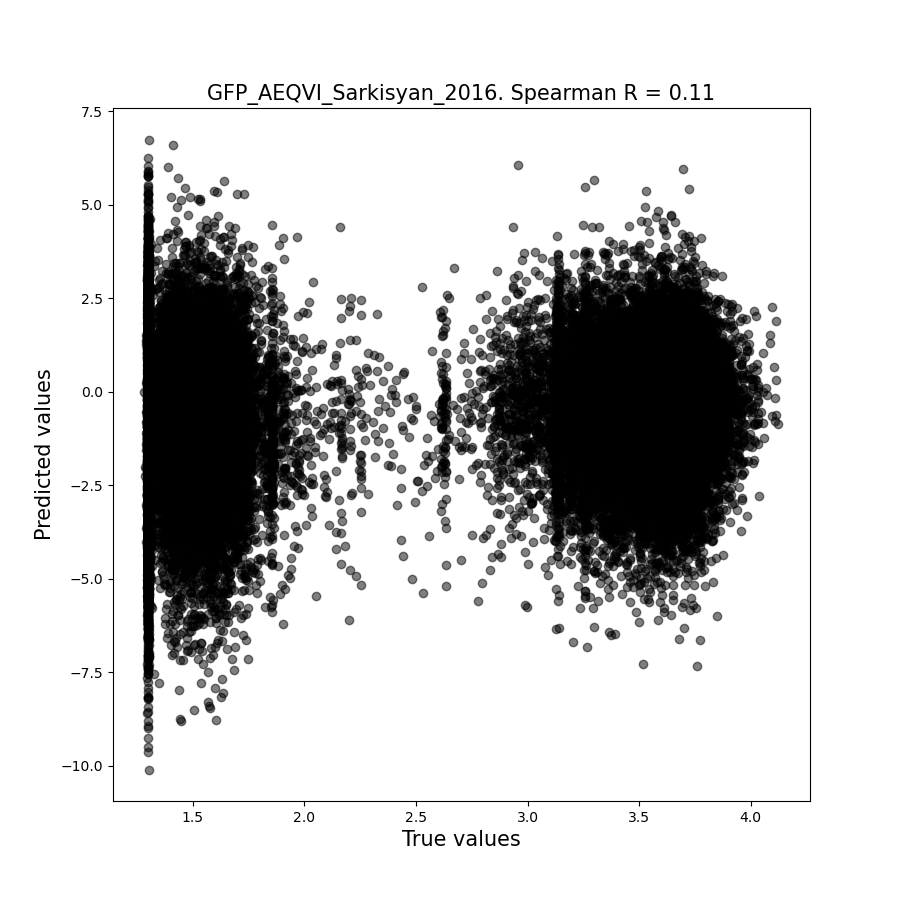 GFP_AEQVI_Sarkisyan_2016. Spearman R = 0.11
7.5
5.0
2.5
0.0
−2.5
−5.0
−7.5
−10.0
Predicted values
1.5 2.0 2.5 3.0 3.5 4.0
True values